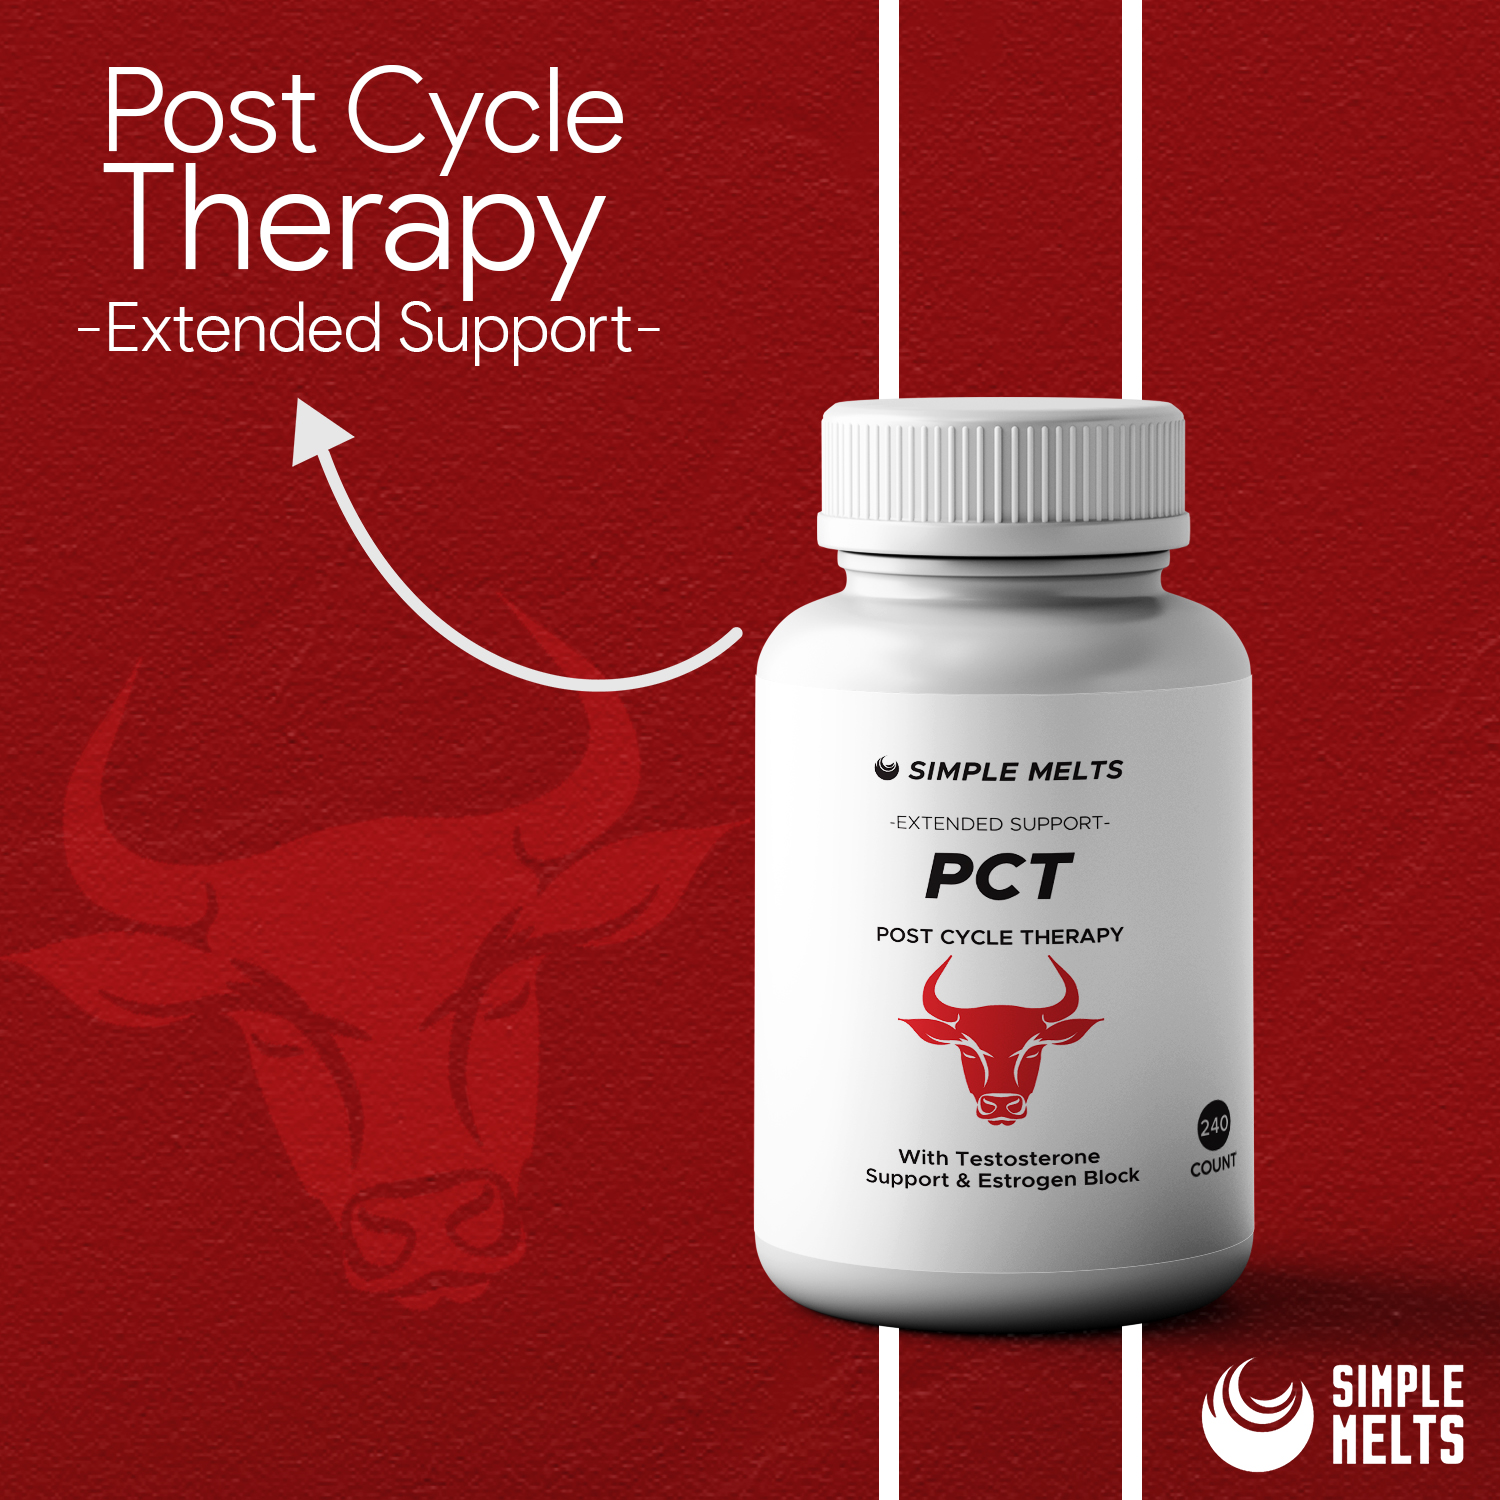 Post Cycle
Therapy
-Extended Support-
SIMPLE MELTS
-EXTENDED SUPPORT-
PCT
POST CYCLE THERAPY
With Testosterone
Support & Estrogen Block
240
COUNT
SIMPLE
MELTS